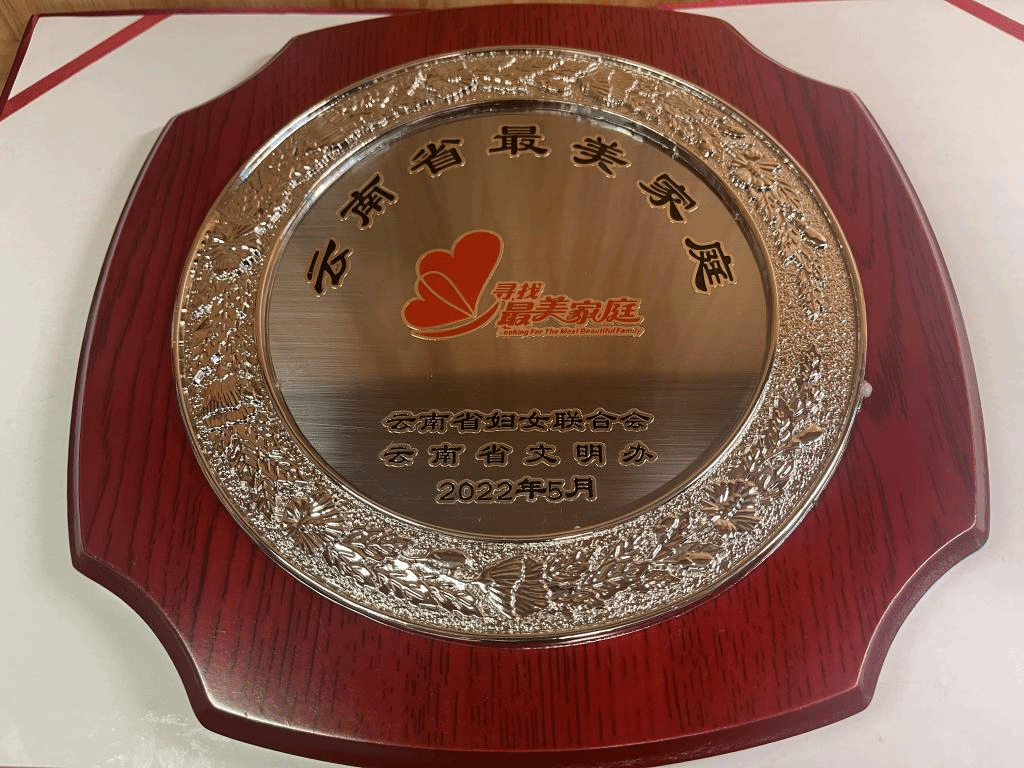 云南省最美家庭
寻找
最美家庭
Looking For The Most Beautiful Family
云南省妇女联合会
云南省文明办
2022年5月